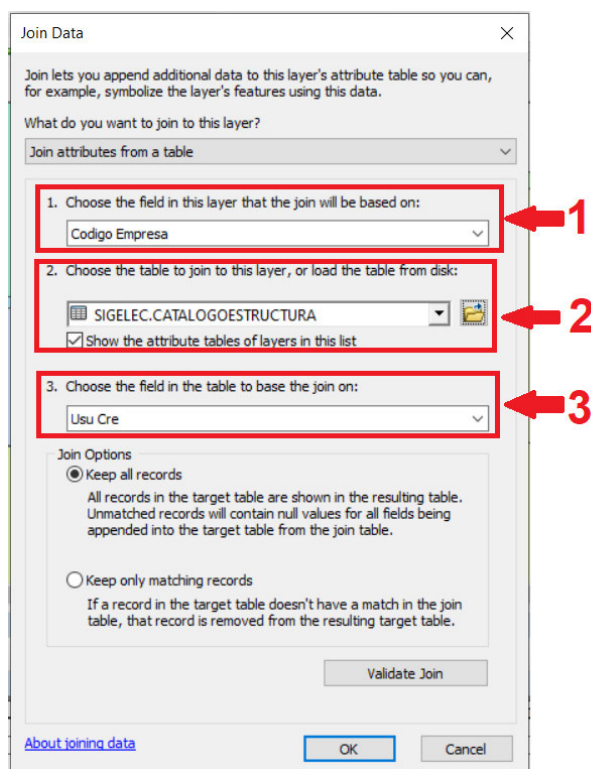 Join Data
Join lets you append additional data to this layer's attribute table so you can,
for example, symbolize the layer's features using this data.
What do you want to join to this layer?
Join attributes from a table
1. Choose the field in this layer that the join will be based on:
Codigo Empresa
1
2. Choose the table to join to this layer, or load the table from disk:
SIGELEC.CATALOGOESTRUCTURA
2
Show the attribute tables of layers in this list
3. Choose the field in the table to base the join on:
Usu Cre
3
Join Options
Keep all records
All records in the target table are shown in the resulting table.
Unmatched records will contain null values for all fields being
appended into the target table from the join table.
Keep only matching records
If a record in the target table doesn't have a match in the join
table, that record is removed from the resulting target table.
Validate Join
About joining data
OK
Cancel